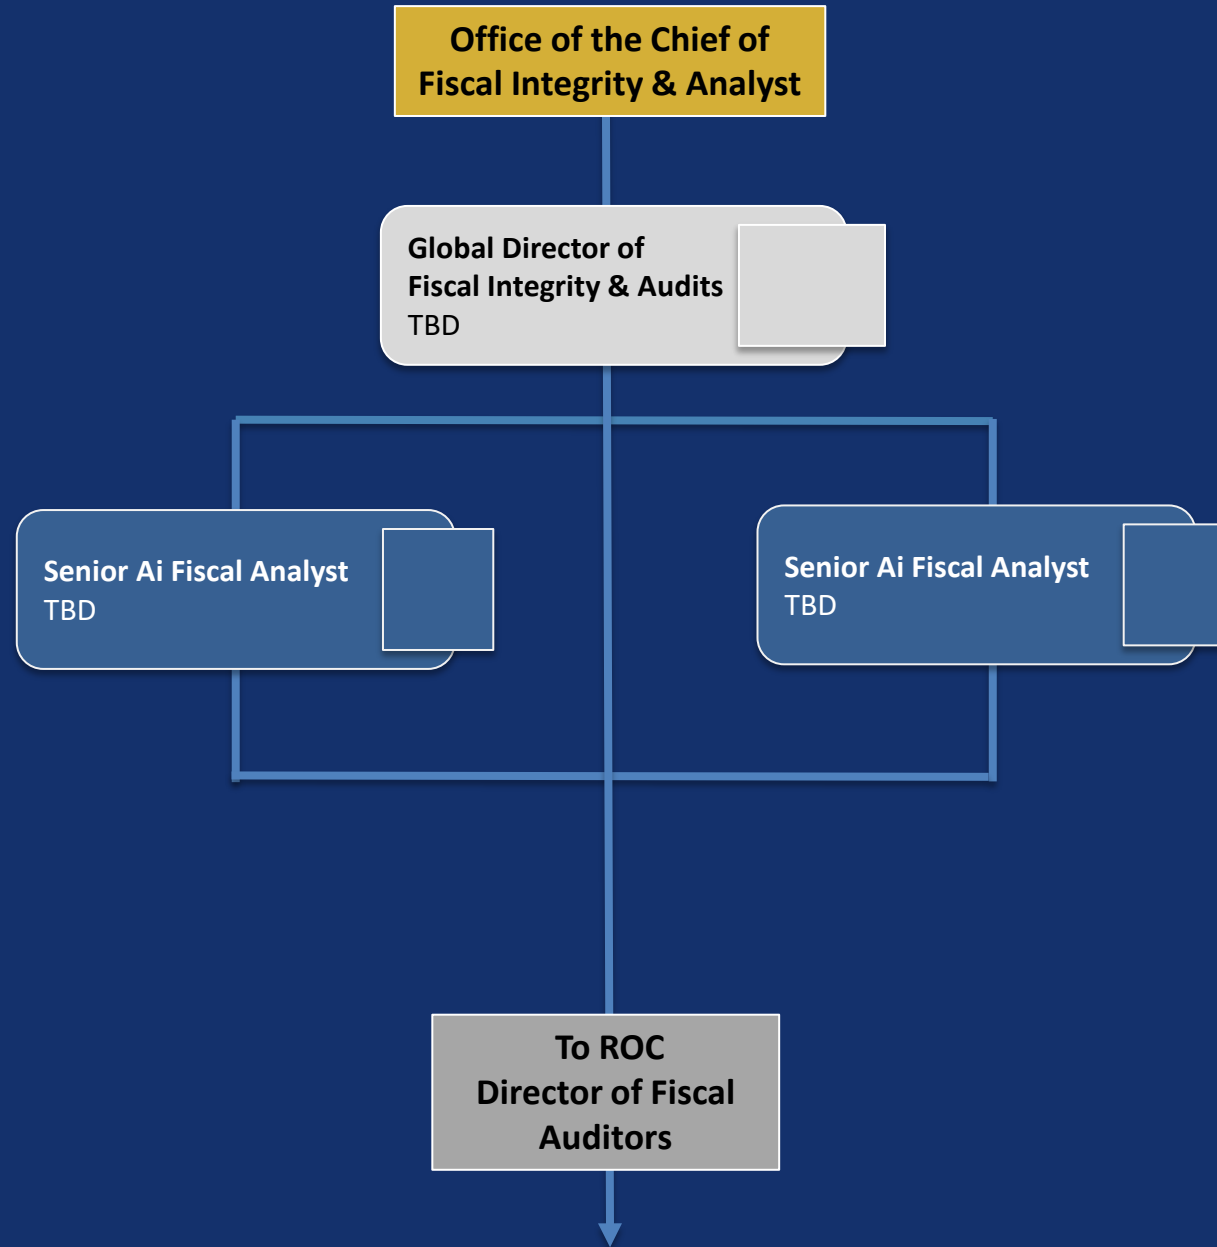 Office of the Chief of
Fiscal Integrity & Analyst
Global Director of
Fiscal Integrity & Audits
TBD
Senior Ai Fiscal Analyst
TBD
Senior Ai Fiscal Analyst
TBD
To ROC
Director of Fiscal
Auditors